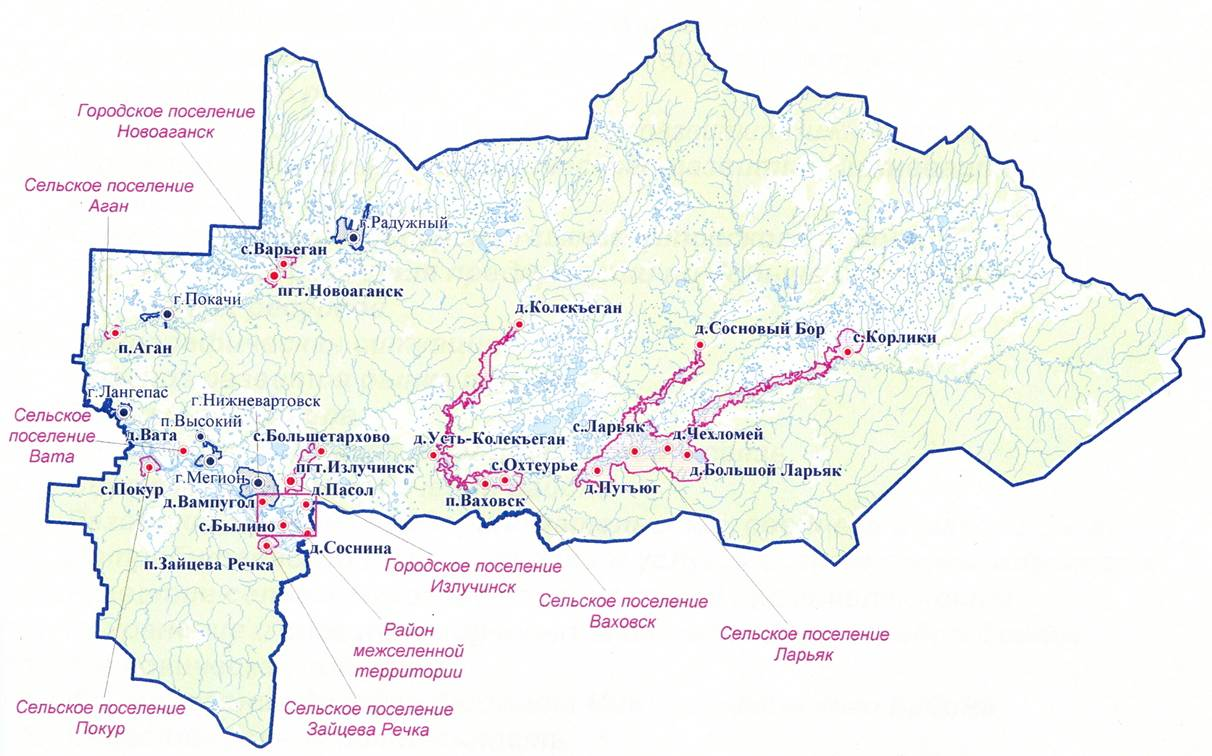 Городское поселение
Новоаганск
Сельское поселение
Аган
г.Радужный
с.Варьеган
пгт.Новоаганск
г.Покачи
п.Аган
д.Колекъеган
д.Сосновый Бор
с.Корлики
г.Лангепас
г.Нижневартовск
п.Высокий
Сельское
поселение
Вата
д.Вата
с.Большетархово
д.Усть-Колекъеган
с.Ларьяк
д.Чехломей
пгт.Излучинск
с.Охтеурье
д.Большой Ларьяк
г.Мегион
с.Покур
д.Пасол
д.Пугъюг
п.Ваховск
д.Вампугол
с.Былино
д.Соснина
п.Зайцева Речка
Городское поселение
Излучинск
Сельское поселение
Ваховск
Район
межселенной
территории
Сельское поселение
Ларьяк
Сельское поселение
Покур
Сельское поселение
Зайцева Речка